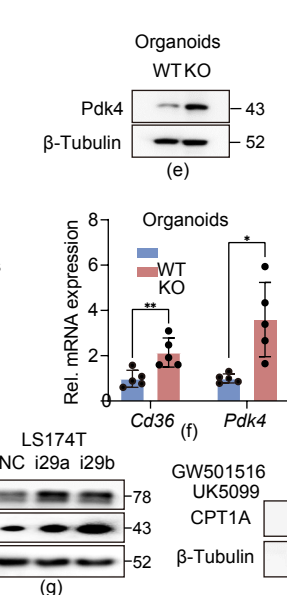 Organoids
WT KO
Pdk4
43
β-Tubulin
52
(e)
Organoids
Rel. mRNA expression
8
6
4
2
0
WT
KO
**
*
Cd36
Pdk4
(f)
LS174T
NC i29a i29b
78
43
52
(g)
GW501516
UK5099
CPT1A
β-Tubulin